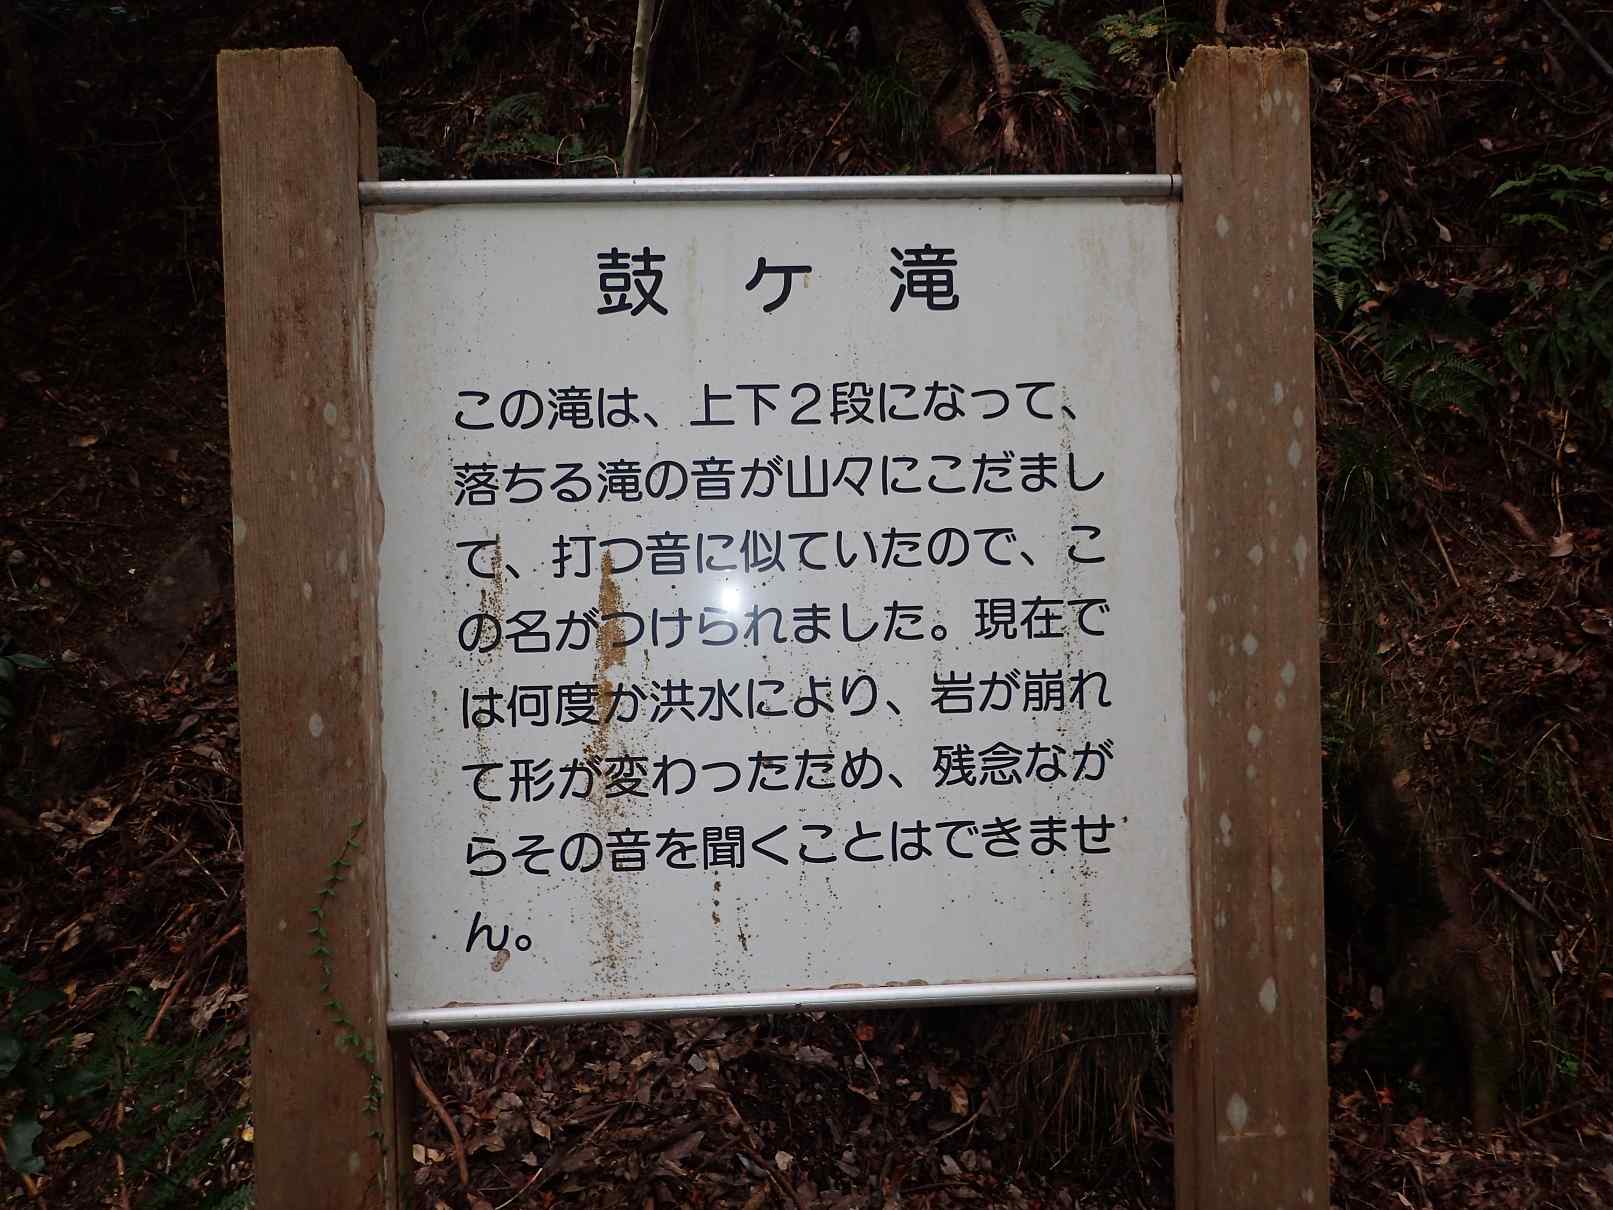 鼓ケ滝
この滝は、上下２段になって、
落ちる滝の音が山々にこだまし
て、打つ音に似ていたので、こ
の名がつけられました。現在で
は何度か洪水により、岩が崩れ
て形が変わったため、残念なが
らその音を聞くことはできませ
ん。